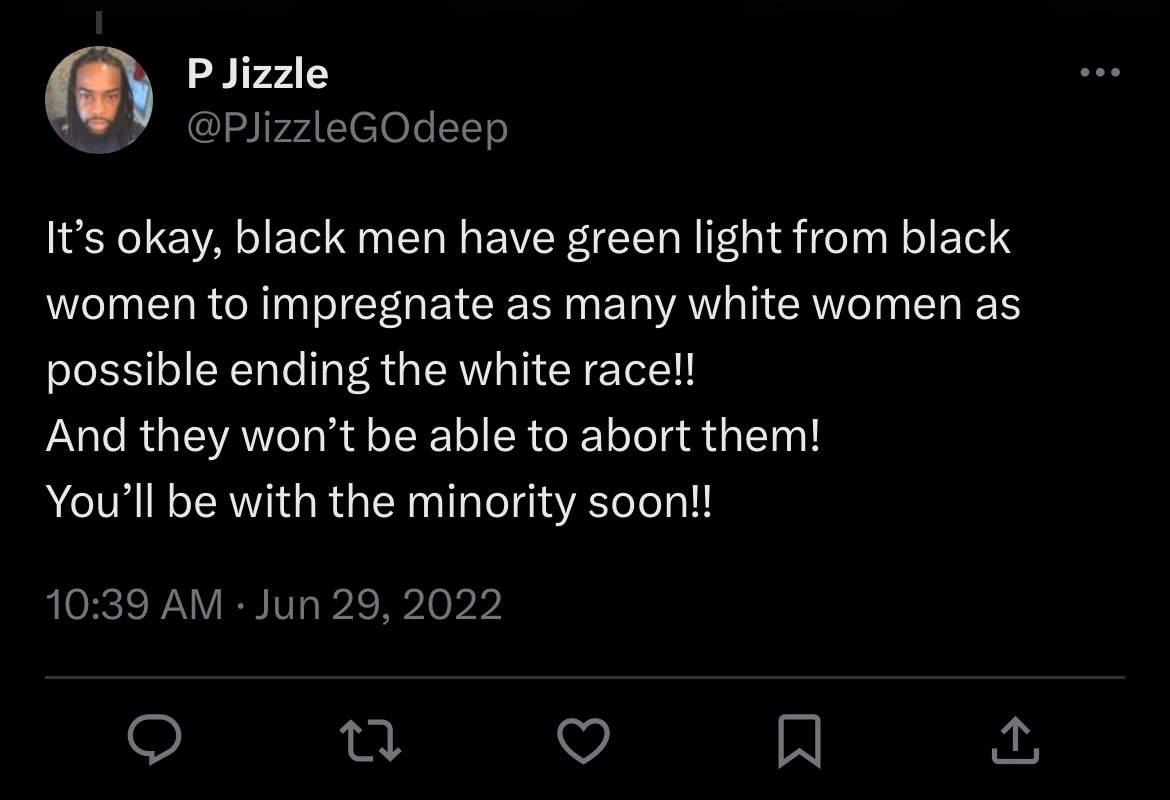 P Jizzle
@PJizzleGOdeep
It’s okay, black men have green light from black
women to impregnate as many white women as
possible ending the white race!!
And they won’t be able to abort them!
You’ll be with the minority soon!!
10:39 AM · Jun 29, 2022